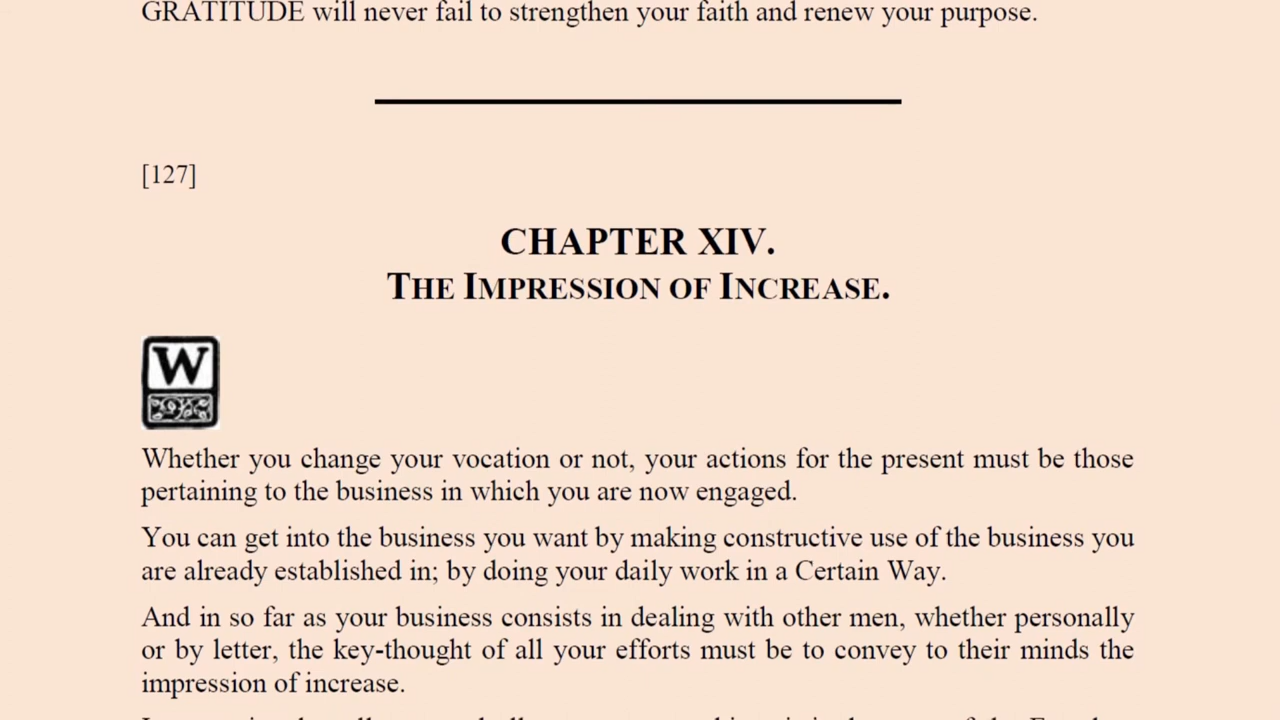 GRATITUDE will never fail to strengthen your faith and renew your purpose.
[127]
CHAPTER XIV.
THE IMPRESSION OF INCREASE.
W
Whether you change your vocation or not, your actions for the present must be those
pertaining to the business in which you are now engaged.
You can get into the business you want by making constructive use of the business you
are already established in; by doing your daily work in a Certain Way.
And in so far as your business consists in dealing with other men, whether personally
or by letter, the key-thought of all your efforts must be to convey to their minds the
impression of increase.